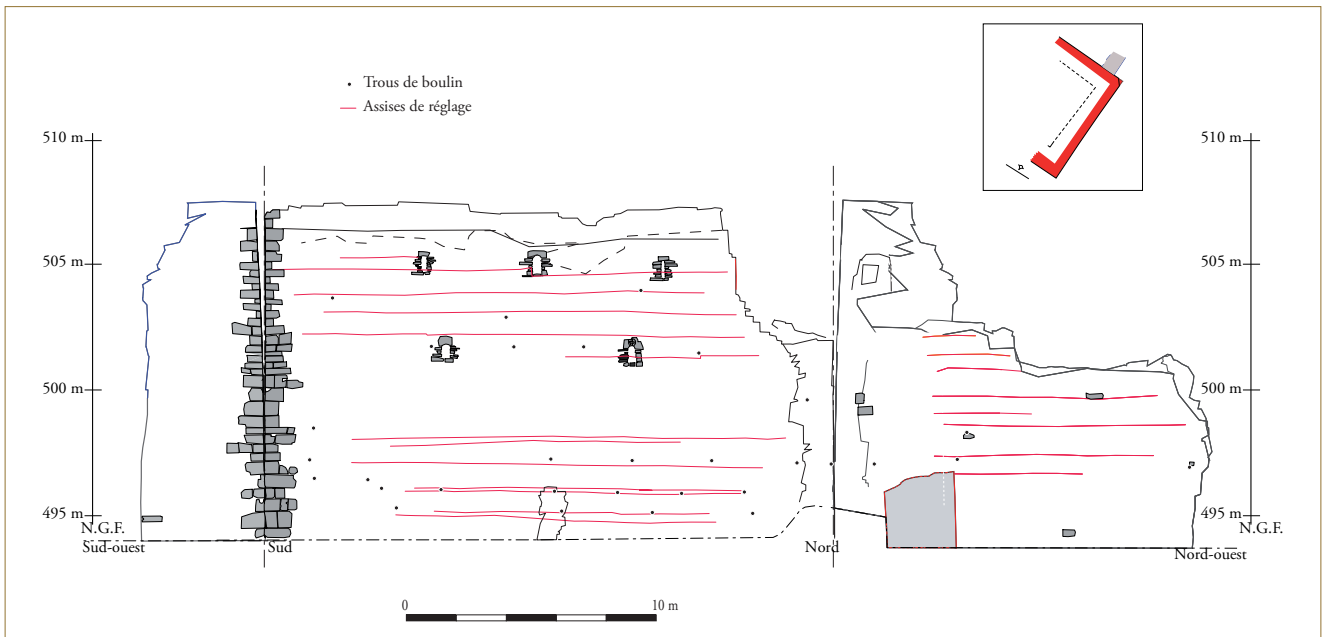 Trous de boulin
Assises de réglage
510 m
510 m
505 m
505 m
500 m
500 m
495 m
495 m
N.G.F.
N.G.F.
Sud-ouest
Sud
Nord
Nord-ouest
0
10 m